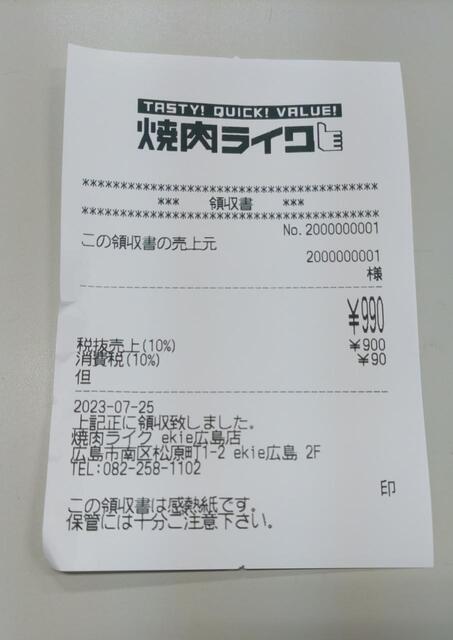 TASTY! QUICK! VALUE!
焼肉ライク
****************************************
*** 領収書 ***
****************************************
No.2000000001
この領収書の売上元
2000000001
様
¥990
税抜売上(10%) ¥900
消費税(10%) ¥90
但
2023-07-25
上記正に領収致しました。
焼肉ライク ekie広島店
広島市南区松原町1-2 ekie広島 2F
TEL:082-258-1102
印
この領収書は感熱紙です。
保管には十分ご注意下さい。